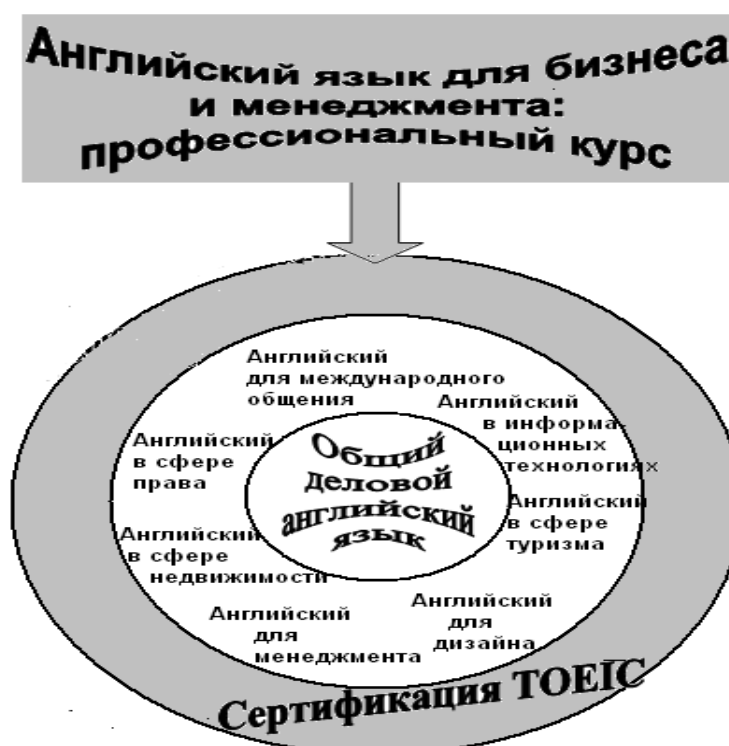 Английский язык для бизнеса
и менеджмента:
профессиональный курс
Английский
для международного
общения
Английский
в информа-
ционных
технологиях
Английский
в сфере
права
Общий
деловой
английский
язык
Английский
в сфере
туризма
Английский
в сфере
недвижимости
Английский
для
менеджмента
Английский
для
дизайна
Сертификация TOEIC